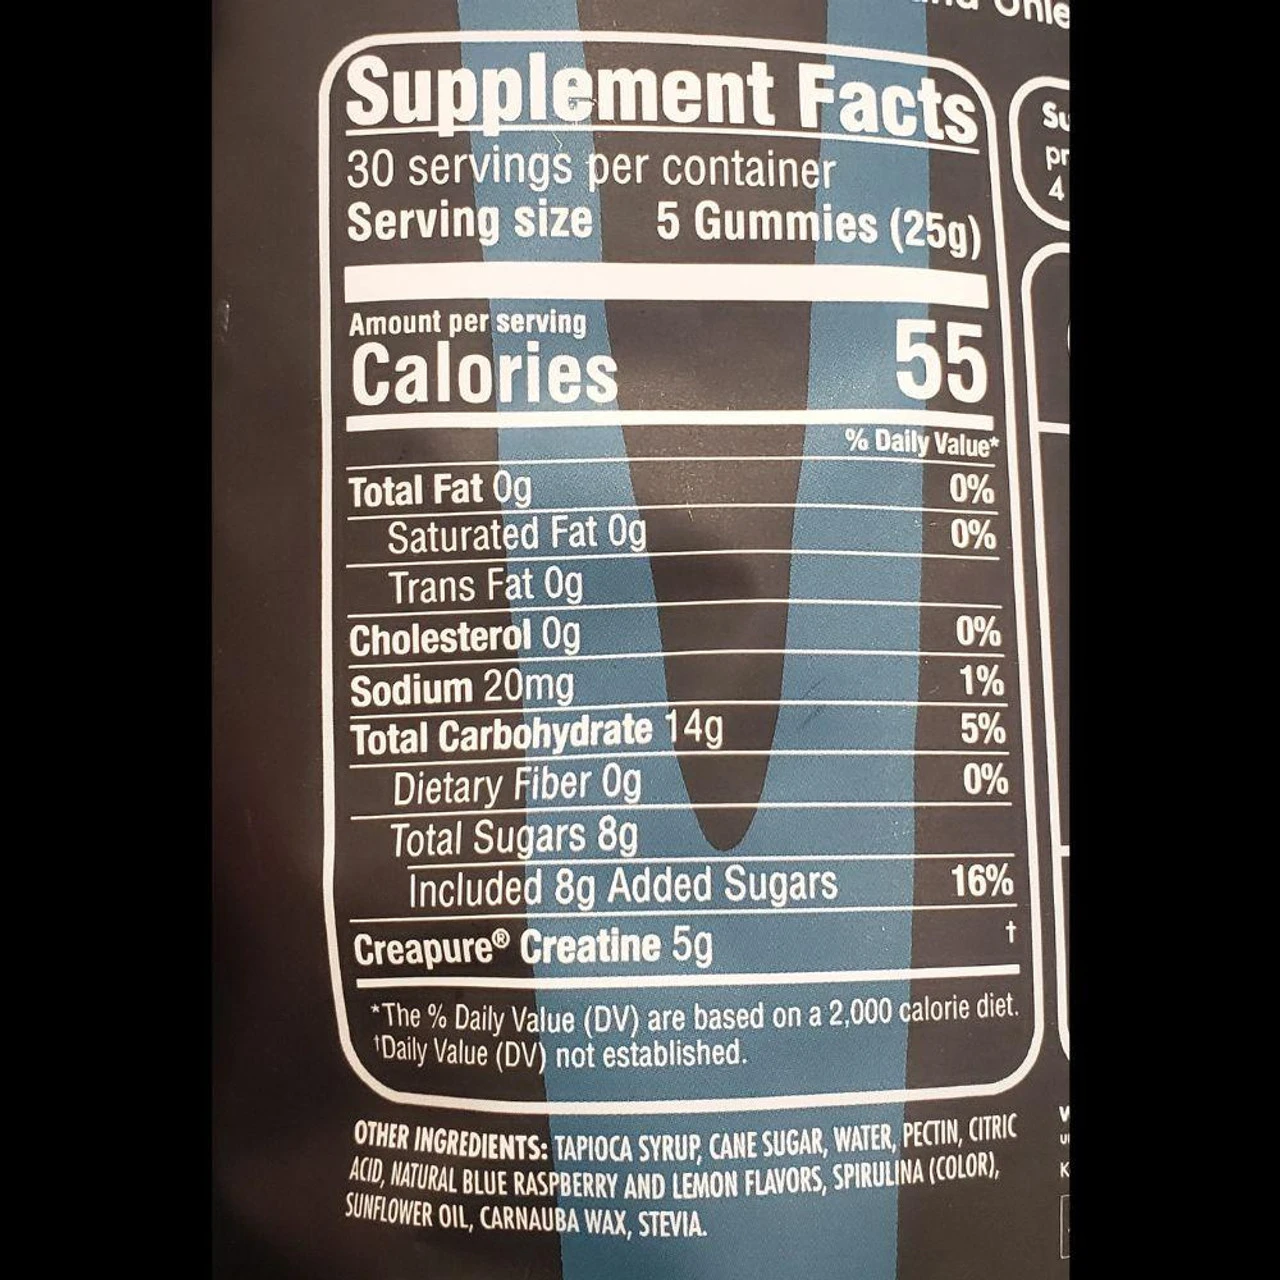 Supplement Facts
30 servings per container
Serving size 5 Gummies (25g)
Amount per serving
Calories 55
% Daily Value*
Total Fat 0g 0%
Saturated Fat 0g 0%
Trans Fat 0g
Cholesterol 0g 0%
Sodium 20mg 1%
Total Carbohydrate 14g 5%
Dietary Fiber 0g 0%
Total Sugars 8g
Included 8g Added Sugars 16%
Creapure® Creatine 5g †
*The % Daily Value (DV) are based on a 2,000 calorie diet.
†Daily Value (DV) not established.
OTHER INGREDIENTS: TAPIOCA SYRUP, CANE SUGAR, WATER, PECTIN, CITRIC
ACID, NATURAL BLUE RASPBERRY AND LEMON FLAVORS, SPIRULINA (COLOR),
SUNFLOWER OIL, CARNAUBA WAX, STEVIA.
4